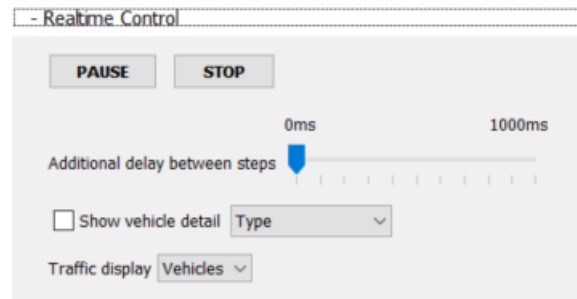 - Realtime Control
PAUSE STOP
0ms 1000ms
Additional delay between steps
Show vehicle detail Type
Traffic display Vehicles